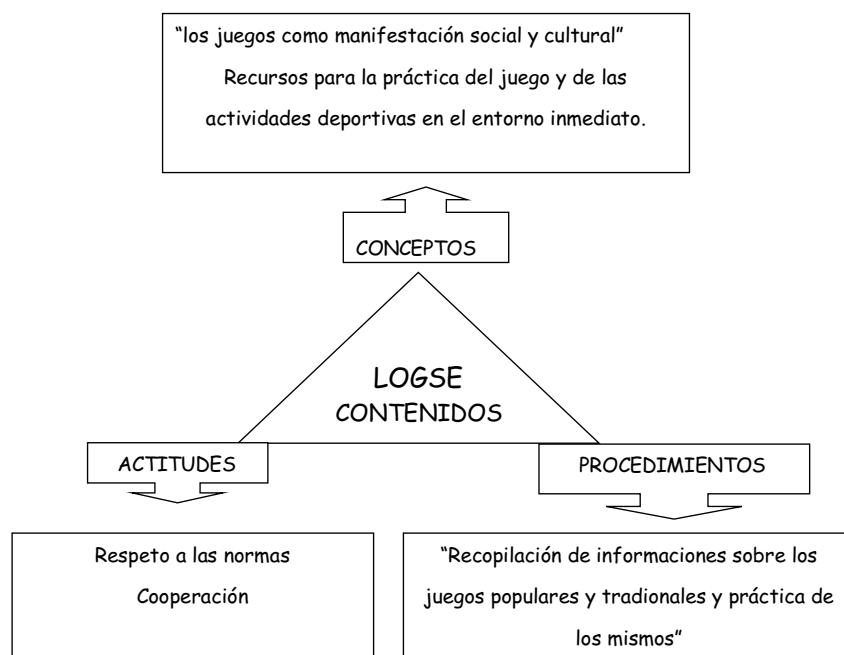 “los juegos como manifestación social y cultural”
Recursos para la práctica del juego y de las
actividades deportivas en el entorno inmediato.
CONCEPTOS
LOGSE
CONTENIDOS
ACTITUDES
PROCEDIMIENTOS
Respeto a las normas
Cooperación
“Recopilación de informaciones sobre los
juegos populares y tradionales y práctica de
los mismos”